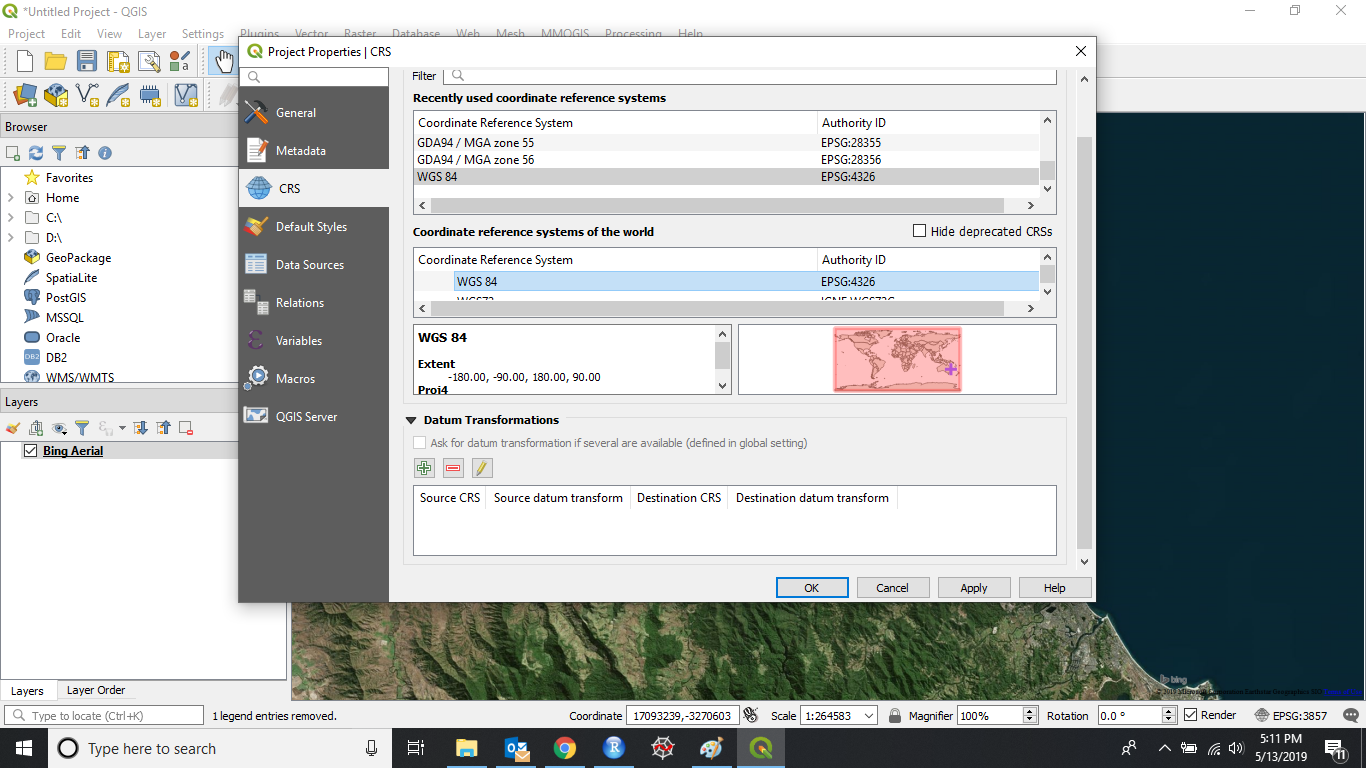 *Untitled Project - QGIS
Project Edit View Layer Settings Plugins Vector Raster Database Web Mesh MMQGIS Processing Help
Project Properties | CRS
Filter
General
Metadata
CRS
Default Styles
Data Sources
Relations
Variables
Macros
QGIS Server
Recently used coordinate reference systems
Coordinate Reference System Authority ID
GDA94 / MGA zone 55 EPSG:28355
GDA94 / MGA zone 56 EPSG:28356
WGS 84 EPSG:4326
Coordinate reference systems of the world
Hide deprecated CRSs
Coordinate Reference System Authority ID
WGS 84 EPSG:4326
WGS 84
Extent
-180.00, -90.00, 180.00, 90.00
Proj4
Datum Transformations
Ask for datum transformation if several are available (defined in global setting)
Source CRS Source datum transform Destination CRS Destination datum transform
OK Cancel Apply Help
Browser
Favorites
Home
C:\
D:\
GeoPackage
SpatiaLite
PostGIS
MSSQL
Oracle
DB2
DB2
WMS/WMTS
Layers
Bing Aerial
Layers Layer Order
bing
Type to locate (Ctrl+K) 1 legend entries removed. Coordinate 17093239,-3270603 Scale 1:264583 Magnifier 100% Rotation 0.0 ° Render EPSG:3857
Type here to search
5:11 PM
5/13/2019
11